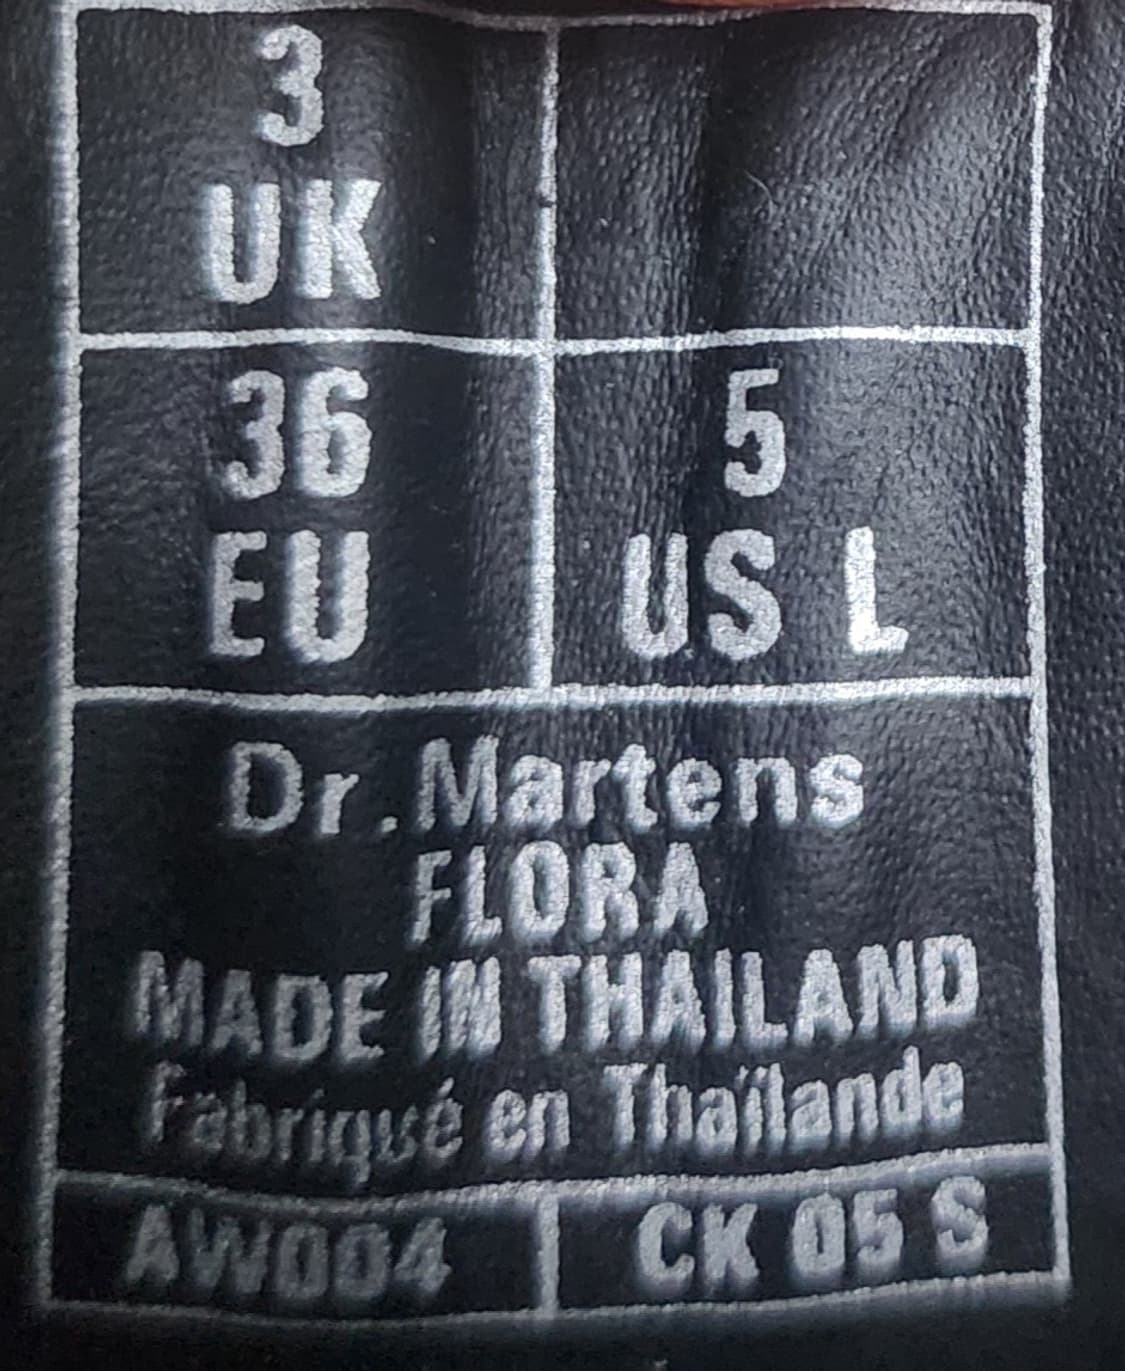 3
UK
36
EU
5
US L
Dr. Martens
FLORA
MADE IN THAILAND
Fabriqué en Thaïlande
AW004
CK 05 S